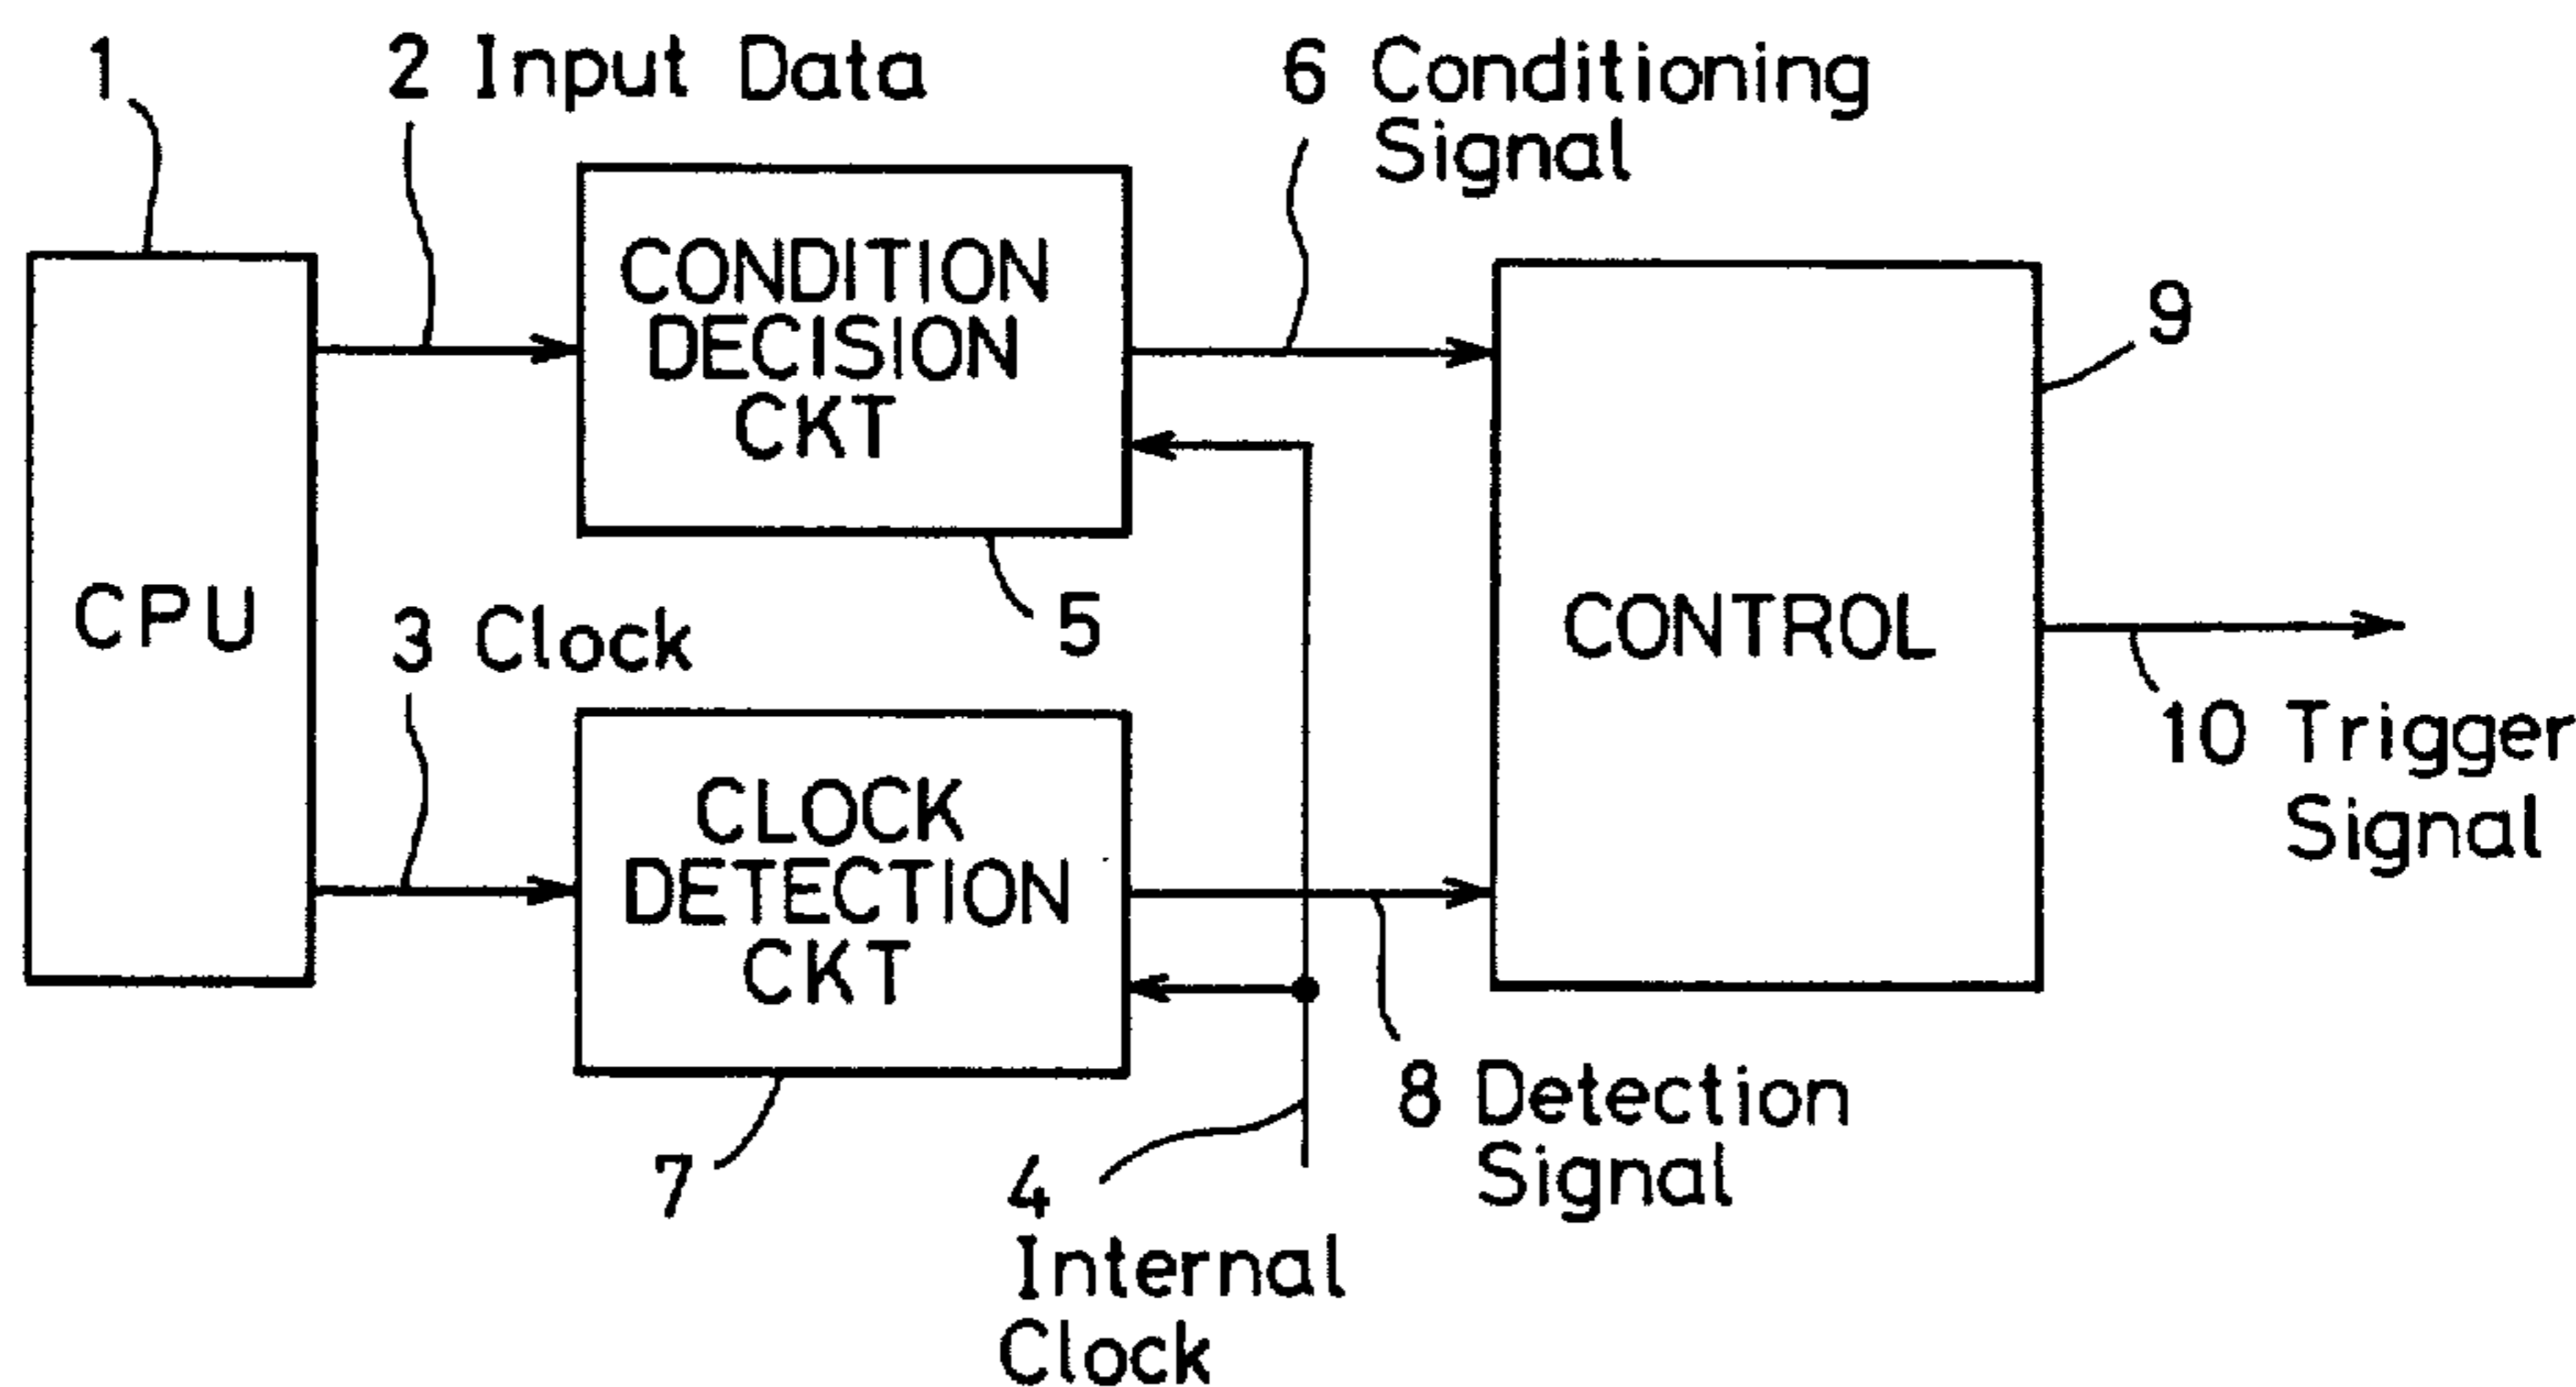 1
2 Input Data
6 Conditioning
Signal
CONDITION
DECISION
CKT
9
CPU
3 Clock
5
CONTROL
10 Trigger
Signal
CLOCK
DETECTION
CKT
8 Detection
Signal
7
4
Internal
Clock